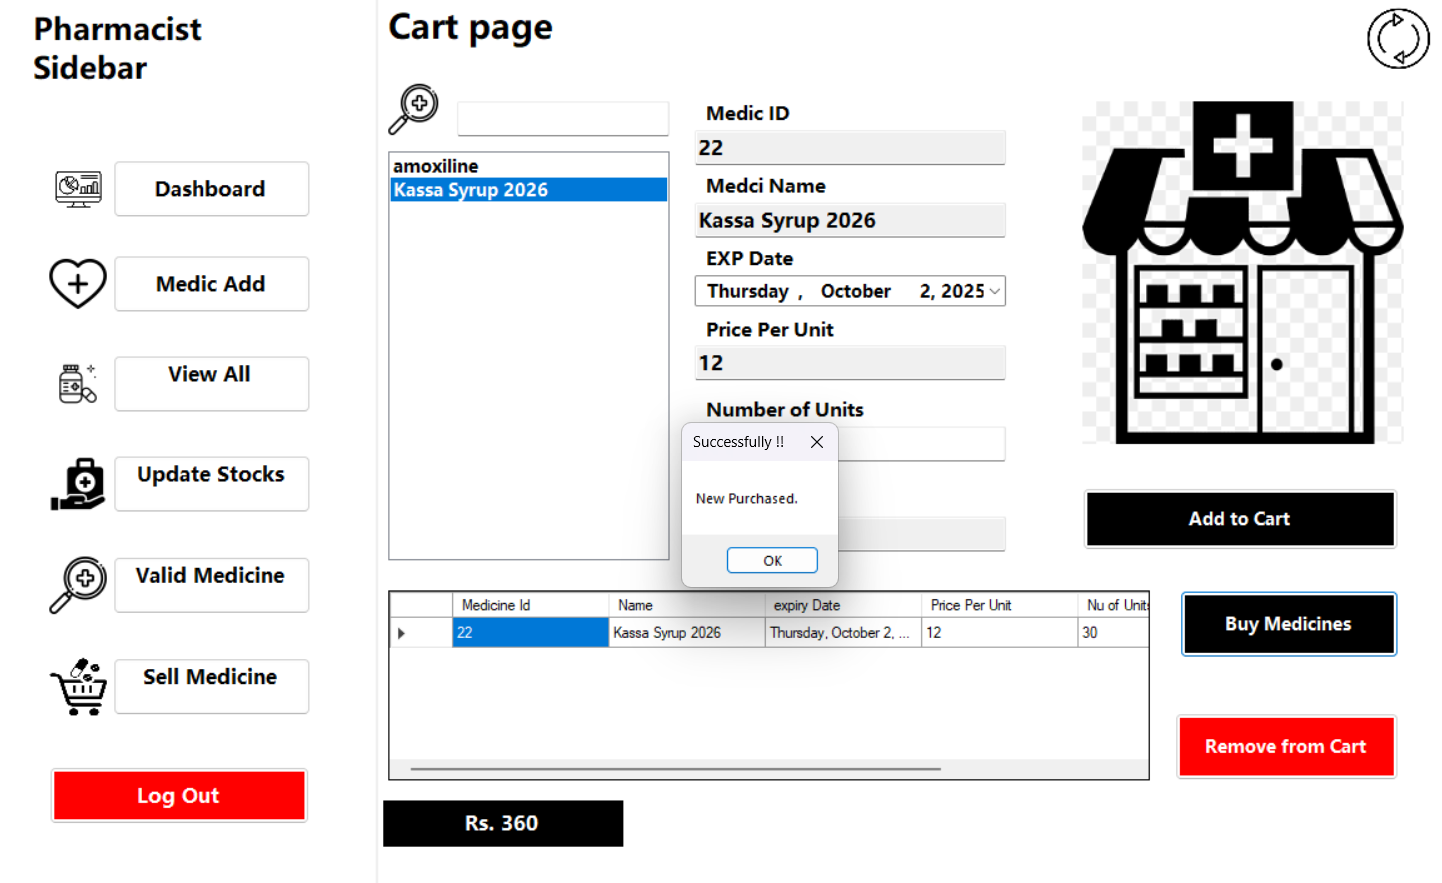 Pharmacist
Sidebar
Dashboard
Medic Add
View All
Update Stocks
Valid Medicine
Sell Medicine
Log Out
Cart page
amoxiline
Kassa Syrup 2026
Medic ID
22
Medci Name
Kassa Syrup 2026
EXP Date
Thursday , October 2, 2025
Price Per Unit
12
Number of Units
Successfully !!
New Purchased.
OK
Add to Cart
Medicine Id Name expiry Date Price Per Unit Nu of Units
22 Kassa Syrup 2026 Thursday, October 2, ... 12 30
Buy Medicines
Remove from Cart
Rs. 360